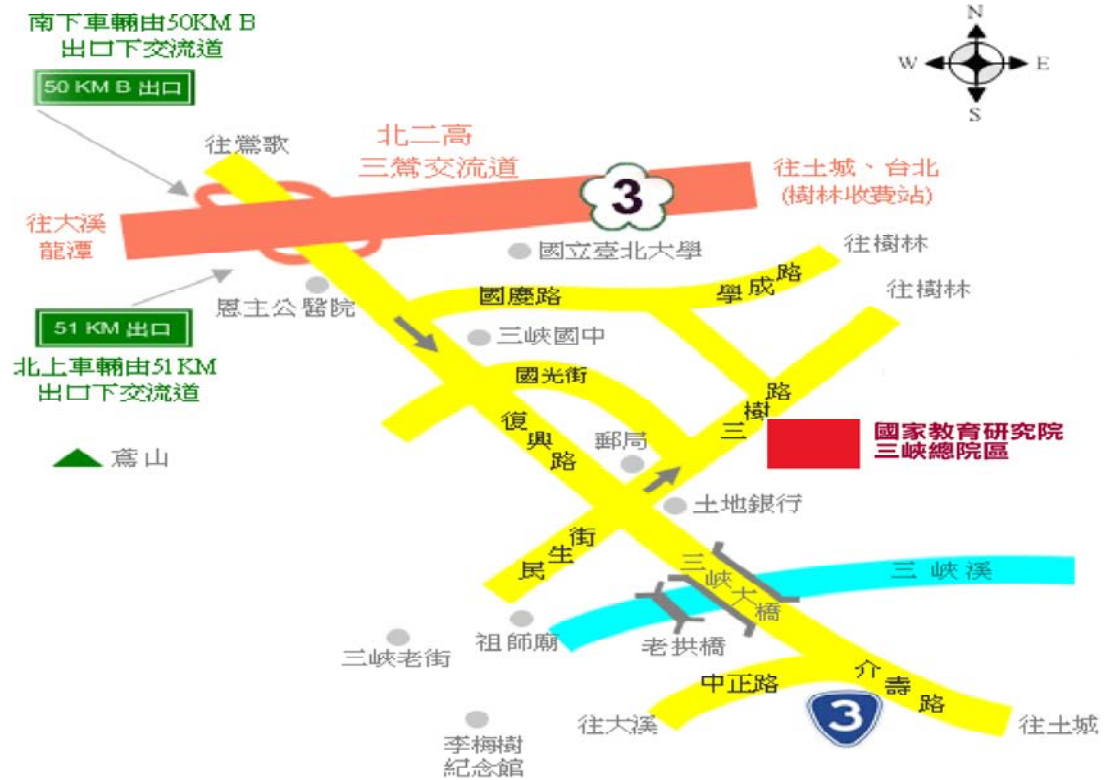 南下車輛由50KM B
出口下交流道
50 KM B 出口
N
W
E
S
往鶯歌
北二高
三鶯交流道
3
往土城、台北
(樹林收費站)
往大溪
龍潭
國立臺北大學
往樹林
恩主公醫院
國慶路
學成路
往樹林
51 KM 出口
三峽國中
北上車輛由51KM
出口下交流道
國光街
復興路
三樹路
郵局
國家教育研究院
三峽總院區
鳶山
土地銀行
民生街
三峽大橋
三峽溪
祖師廟
老拱橋
三峽老街
中正路
介壽路
3
往大溪
往土城
李梅樹
紀念館